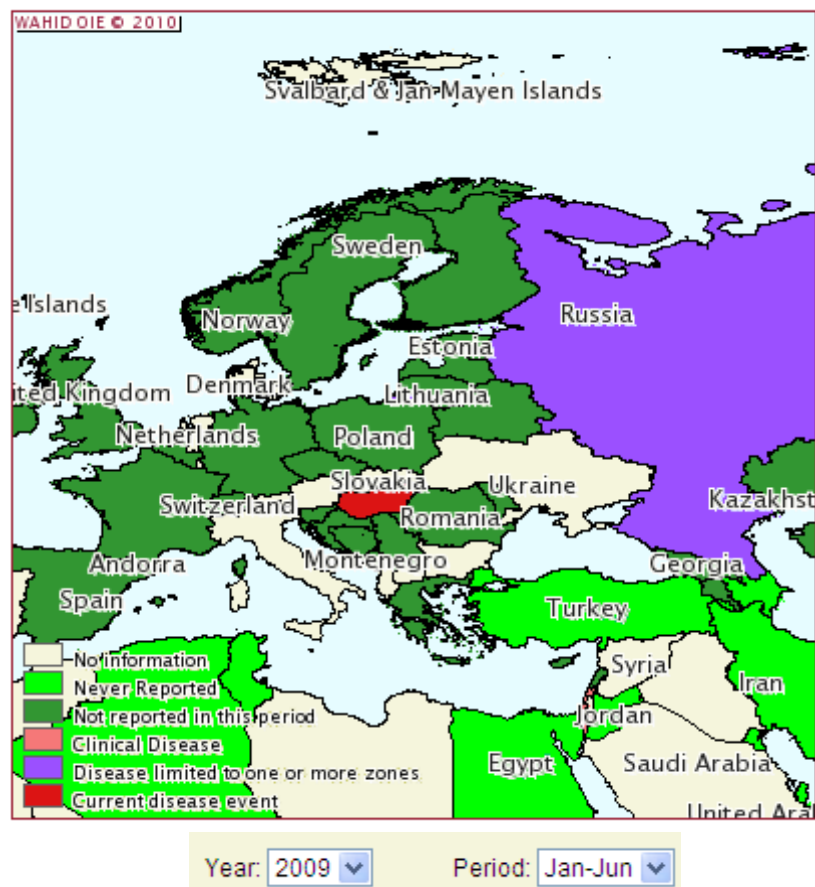 WAHID OIE © 2010
Svalbard & Jan Mayen Islands
Sweden
e Islands
Norway
Russia
Estonia
Denmark
ited Kingdom
Lithuania
Netherlands
Poland
Slovakia
Ukraine
Switzerland
Kazakhst
Romania
Andorra
Montenegro
Georgia
Spain
Turkey
No information
Syria
Never Reported
Iran
Not reported in this period
Jordan
Clinical Disease
Egypt
Saudi Arabia
Disease limited to one or more zones
Current disease event
United Ara
Year: 2009 Period: Jan-Jun